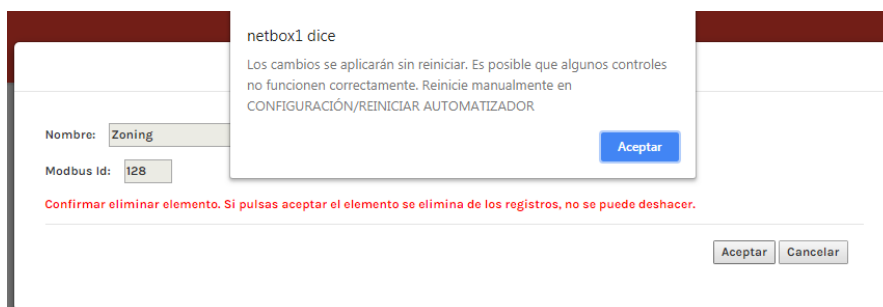 netbox1 dice
Los cambios se aplicarán sin reiniciar. Es posible que algunos controles
no funcionen correctamente. Reinicie manualmente en
CONFIGURACIÓN/REINICIAR AUTOMATIZADOR
Aceptar
Nombre: Zoning
Modbus Id: 128
Confirmar eliminar elemento. Si pulsas aceptar el elemento se elimina de los registros, no se puede deshacer.
Aceptar Cancelar